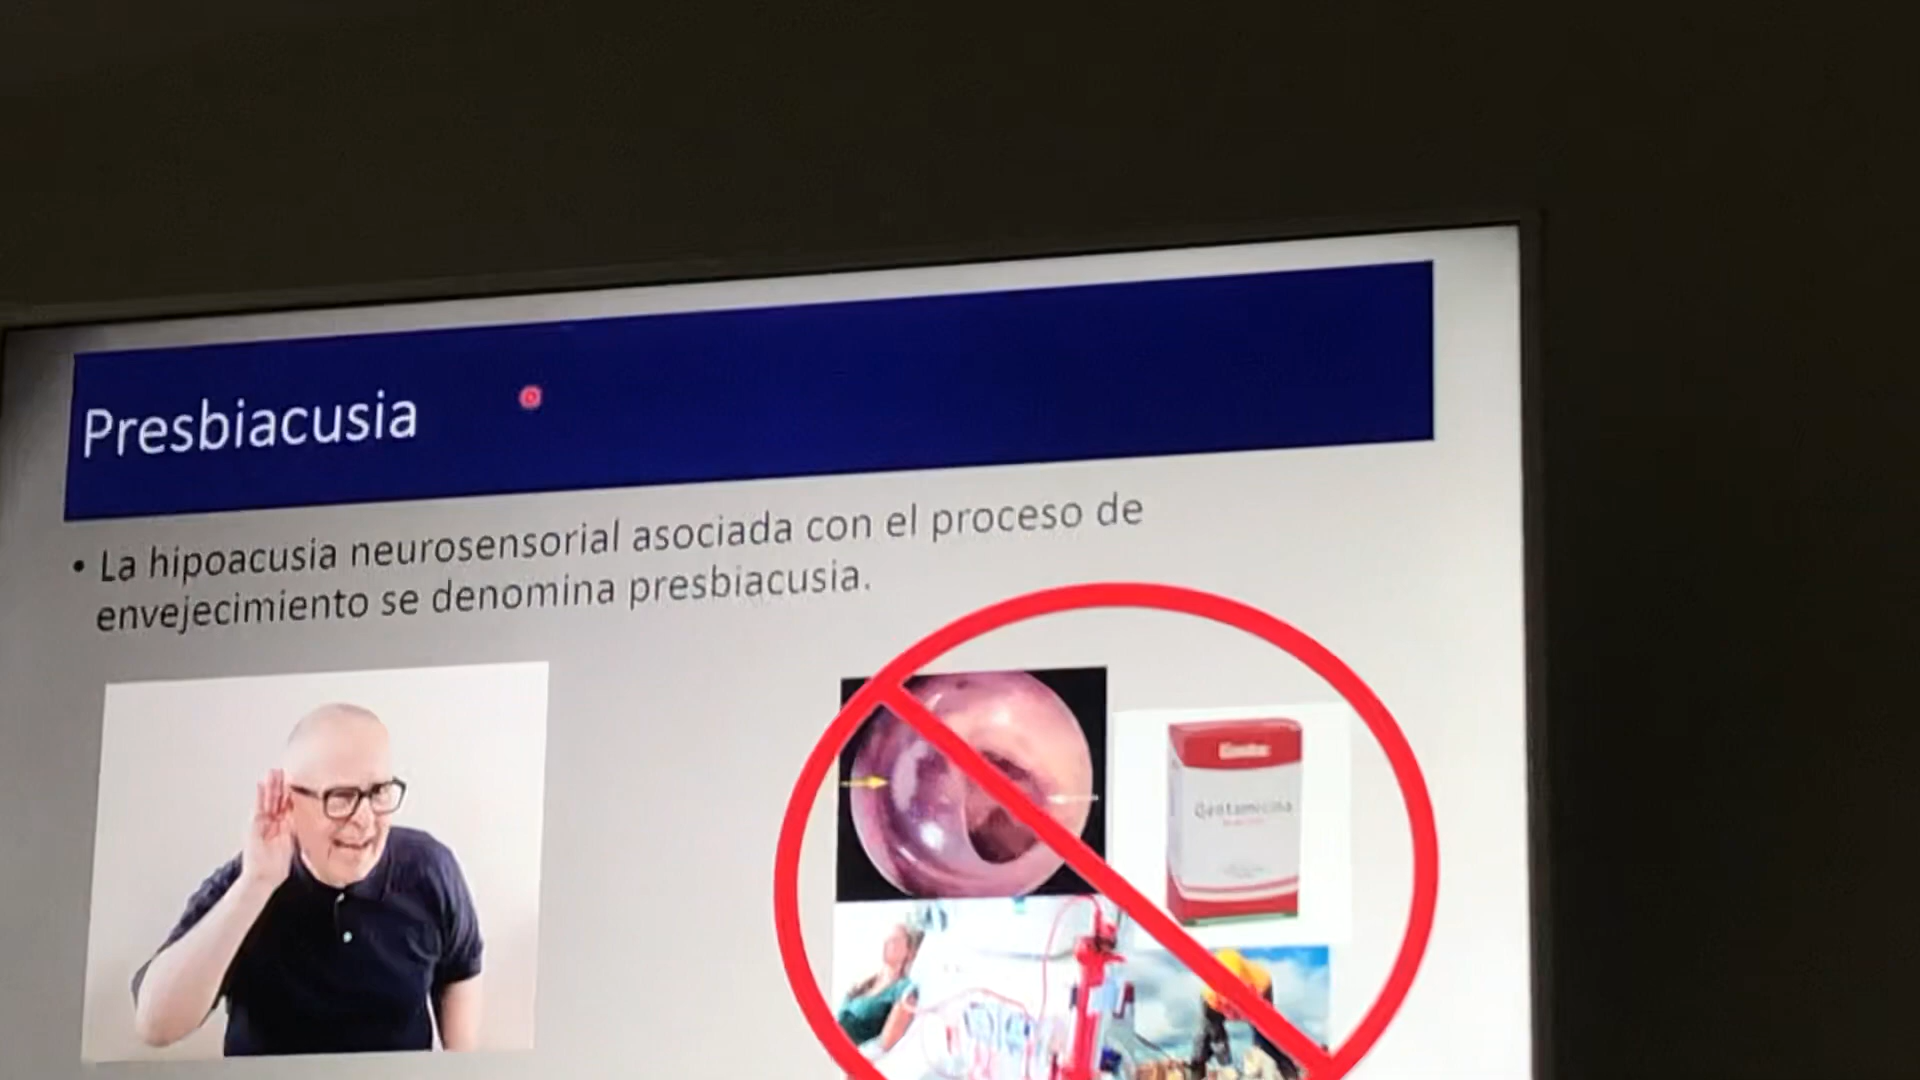 Presbiacusia
• La hipoacusia neurosensorial asociada con el proceso de
envejecimiento se denomina presbiacusia.
Gentamicina